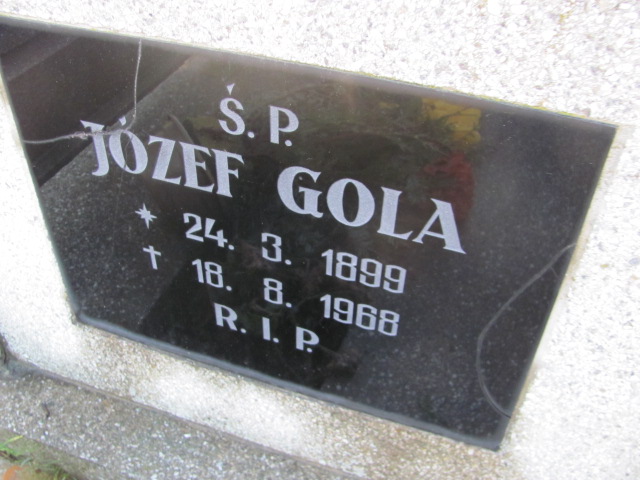 Ś. P.
JÓZEF GOLA
* 24. 3. 1899
† 18. 8. 1968
R. I. P.